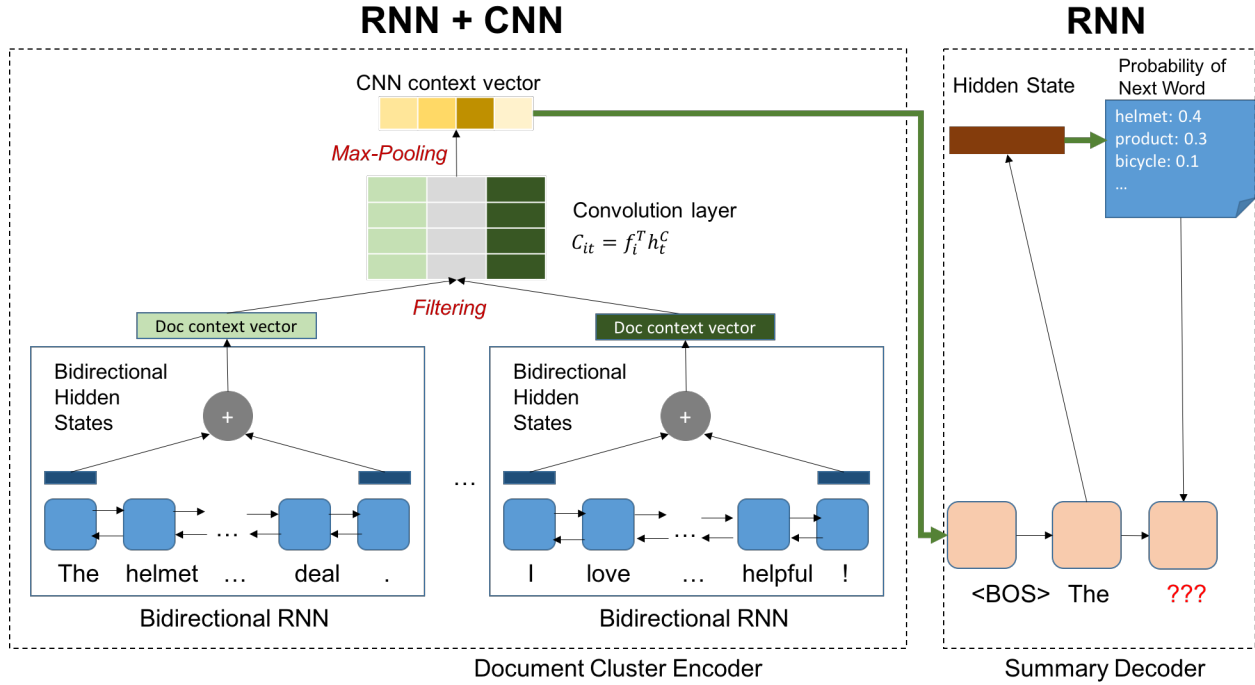 RNN + CNN
CNN context vector
Max-Pooling
Convolution layer
C_{it} = f_i^T h_t^C
Filtering
Doc context vector
Doc context vector
Bidirectional
Hidden
States
+
Bidirectional
Hidden
States
+
...
... ...
The helmet ... deal .
I love ... helpful !
Bidirectional RNN
Bidirectional RNN
Document Cluster Encoder
RNN
Hidden State
Probability of
Next Word
helmet: 0.4
product: 0.3
bicycle: 0.1
...
<BOS> The ???
Summary Decoder